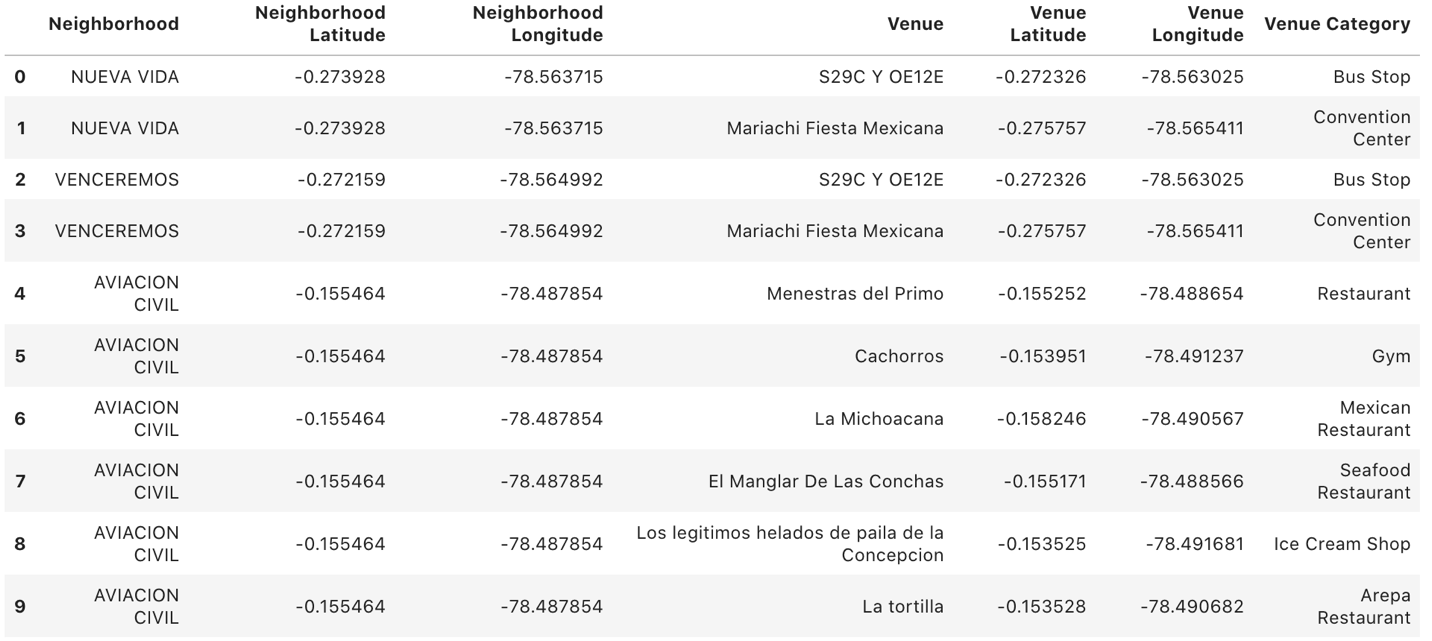 Neighborhood Neighborhood Latitude Neighborhood Longitude Venue Venue Latitude Venue Longitude Venue Category
0 NUEVA VIDA -0.273928 -78.563715 S29C Y OE12E -0.272326 -78.563025 Bus Stop
1 NUEVA VIDA -0.273928 -78.563715 Mariachi Fiesta Mexicana -0.275757 -78.565411 Convention Center
2 VENCEREMOS -0.272159 -78.564992 S29C Y OE12E -0.272326 -78.563025 Bus Stop
3 VENCEREMOS -0.272159 -78.564992 Mariachi Fiesta Mexicana -0.275757 -78.565411 Convention Center
4 AVIACION CIVIL -0.155464 -78.487854 Menestras del Primo -0.155252 -78.488654 Restaurant
5 AVIACION CIVIL -0.155464 -78.487854 Cachorros -0.153951 -78.491237 Gym
6 AVIACION CIVIL -0.155464 -78.487854 La Michoacana -0.158246 -78.490567 Mexican Restaurant
7 AVIACION CIVIL -0.155464 -78.487854 El Manglar De Las Conchas -0.155171 -78.488566 Seafood Restaurant
8 AVIACION CIVIL -0.155464 -78.487854 Los legitimos helados de paila de la Concepcion -0.153525 -78.491681 Ice Cream Shop
9 AVIACION CIVIL -0.155464 -78.487854 La tortilla -0.153528 -78.490682 Arepa Restaurant